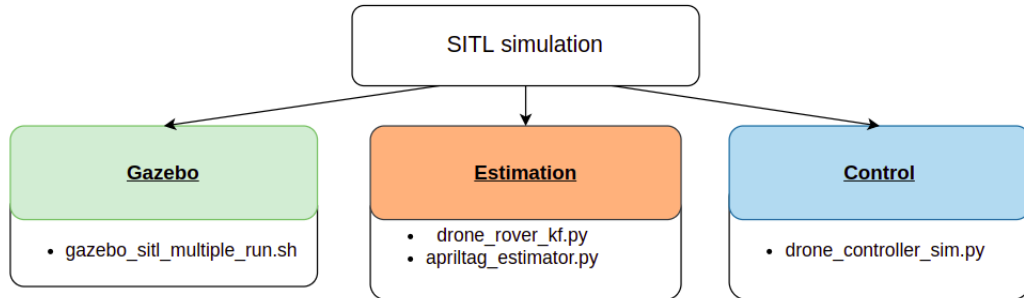 SITL simulation
Gazebo
• gazebo_sitl_multiple_run.sh
Estimation
• drone_rover_kf.py
• apriltag_estimator.py
Control
• drone_controller_sim.py